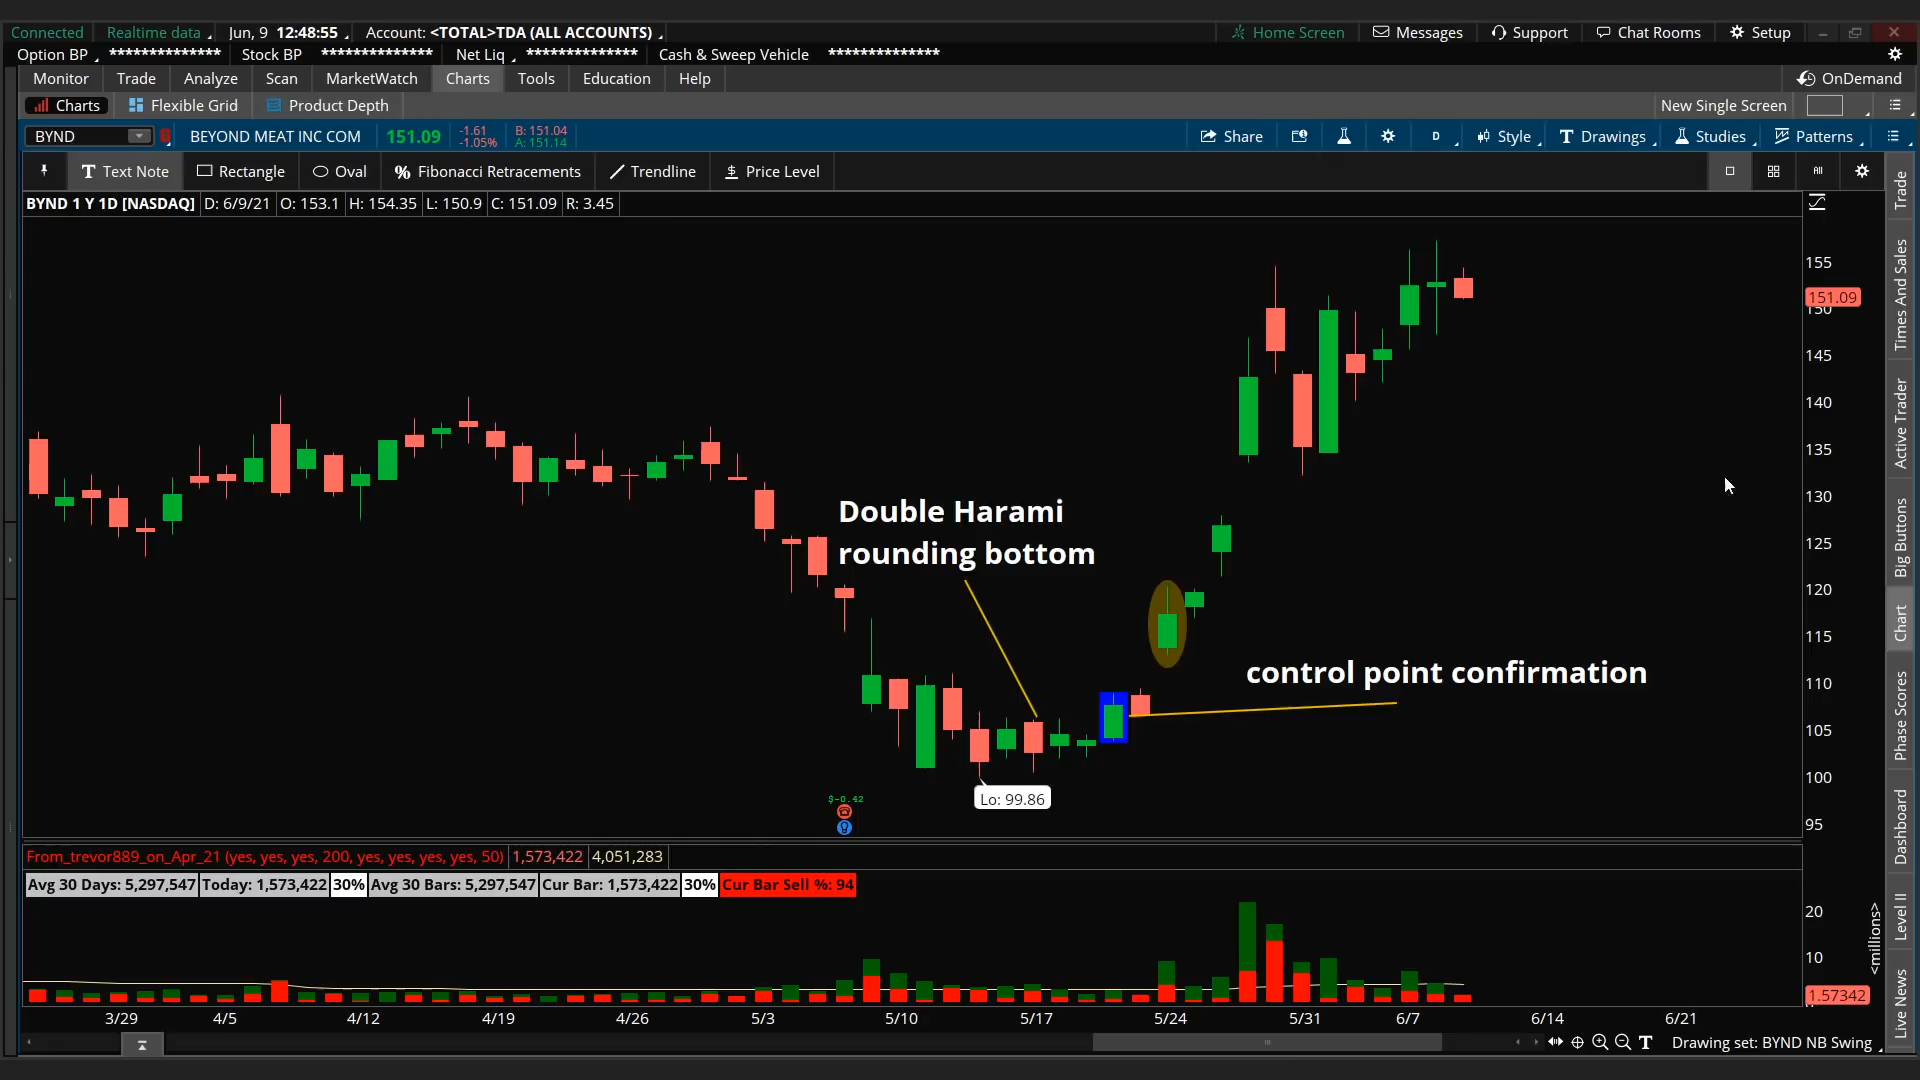 Connected Realtime data Jun, 9 12:48:55 Account: <TOTAL>TDA (ALL ACCOUNTS) Home Screen Messages Support Chat Rooms Setup
Option BP ************** Stock BP ************** Net Liq ************** Cash & Sweep Vehicle **************
Monitor Trade Analyze Scan MarketWatch Charts Tools Education Help OnDemand
Charts Flexible Grid Product Depth New Single Screen
BYND BEYOND MEAT INC COM 151.09 -1.61 B: 151.04 Share D Style Drawings Studies Patterns
-1.05% A: 151.14
Text Note Rectangle Oval Fibonacci Retracements Trendline Price Level All
BYND 1 Y 1D [NASDAQ] D: 6/9/21 O: 153.1 H: 154.35 L: 150.9 C: 151.09 R: 3.45
155
151.09
150
145
140
135
130
125
120
115
110
105
100
95
Double Harami
rounding bottom
control point confirmation
Lo: 99.86
$-0.42
From_trevor889_on_Apr_21 (yes, yes, yes, 200, yes, yes, yes, yes, 50) 1,573,422 4,051,283
Avg 30 Days: 5,297,547 Today: 1,573,422 30% Avg 30 Bars: 5,297,547 Cur Bar: 1,573,422 30% Cur Bar Sell %: 94
20
10
1.57342
<millions>
3/29 4/5 4/12 4/19 4/26 5/3 5/10 5/17 5/24 5/31 6/7 6/14 6/21
Drawing set: BYND NB Swing
Trade
Times And Sales
Active Trader
Big Buttons
Chart
Phase Scores
Dashboard
Level II
Live News